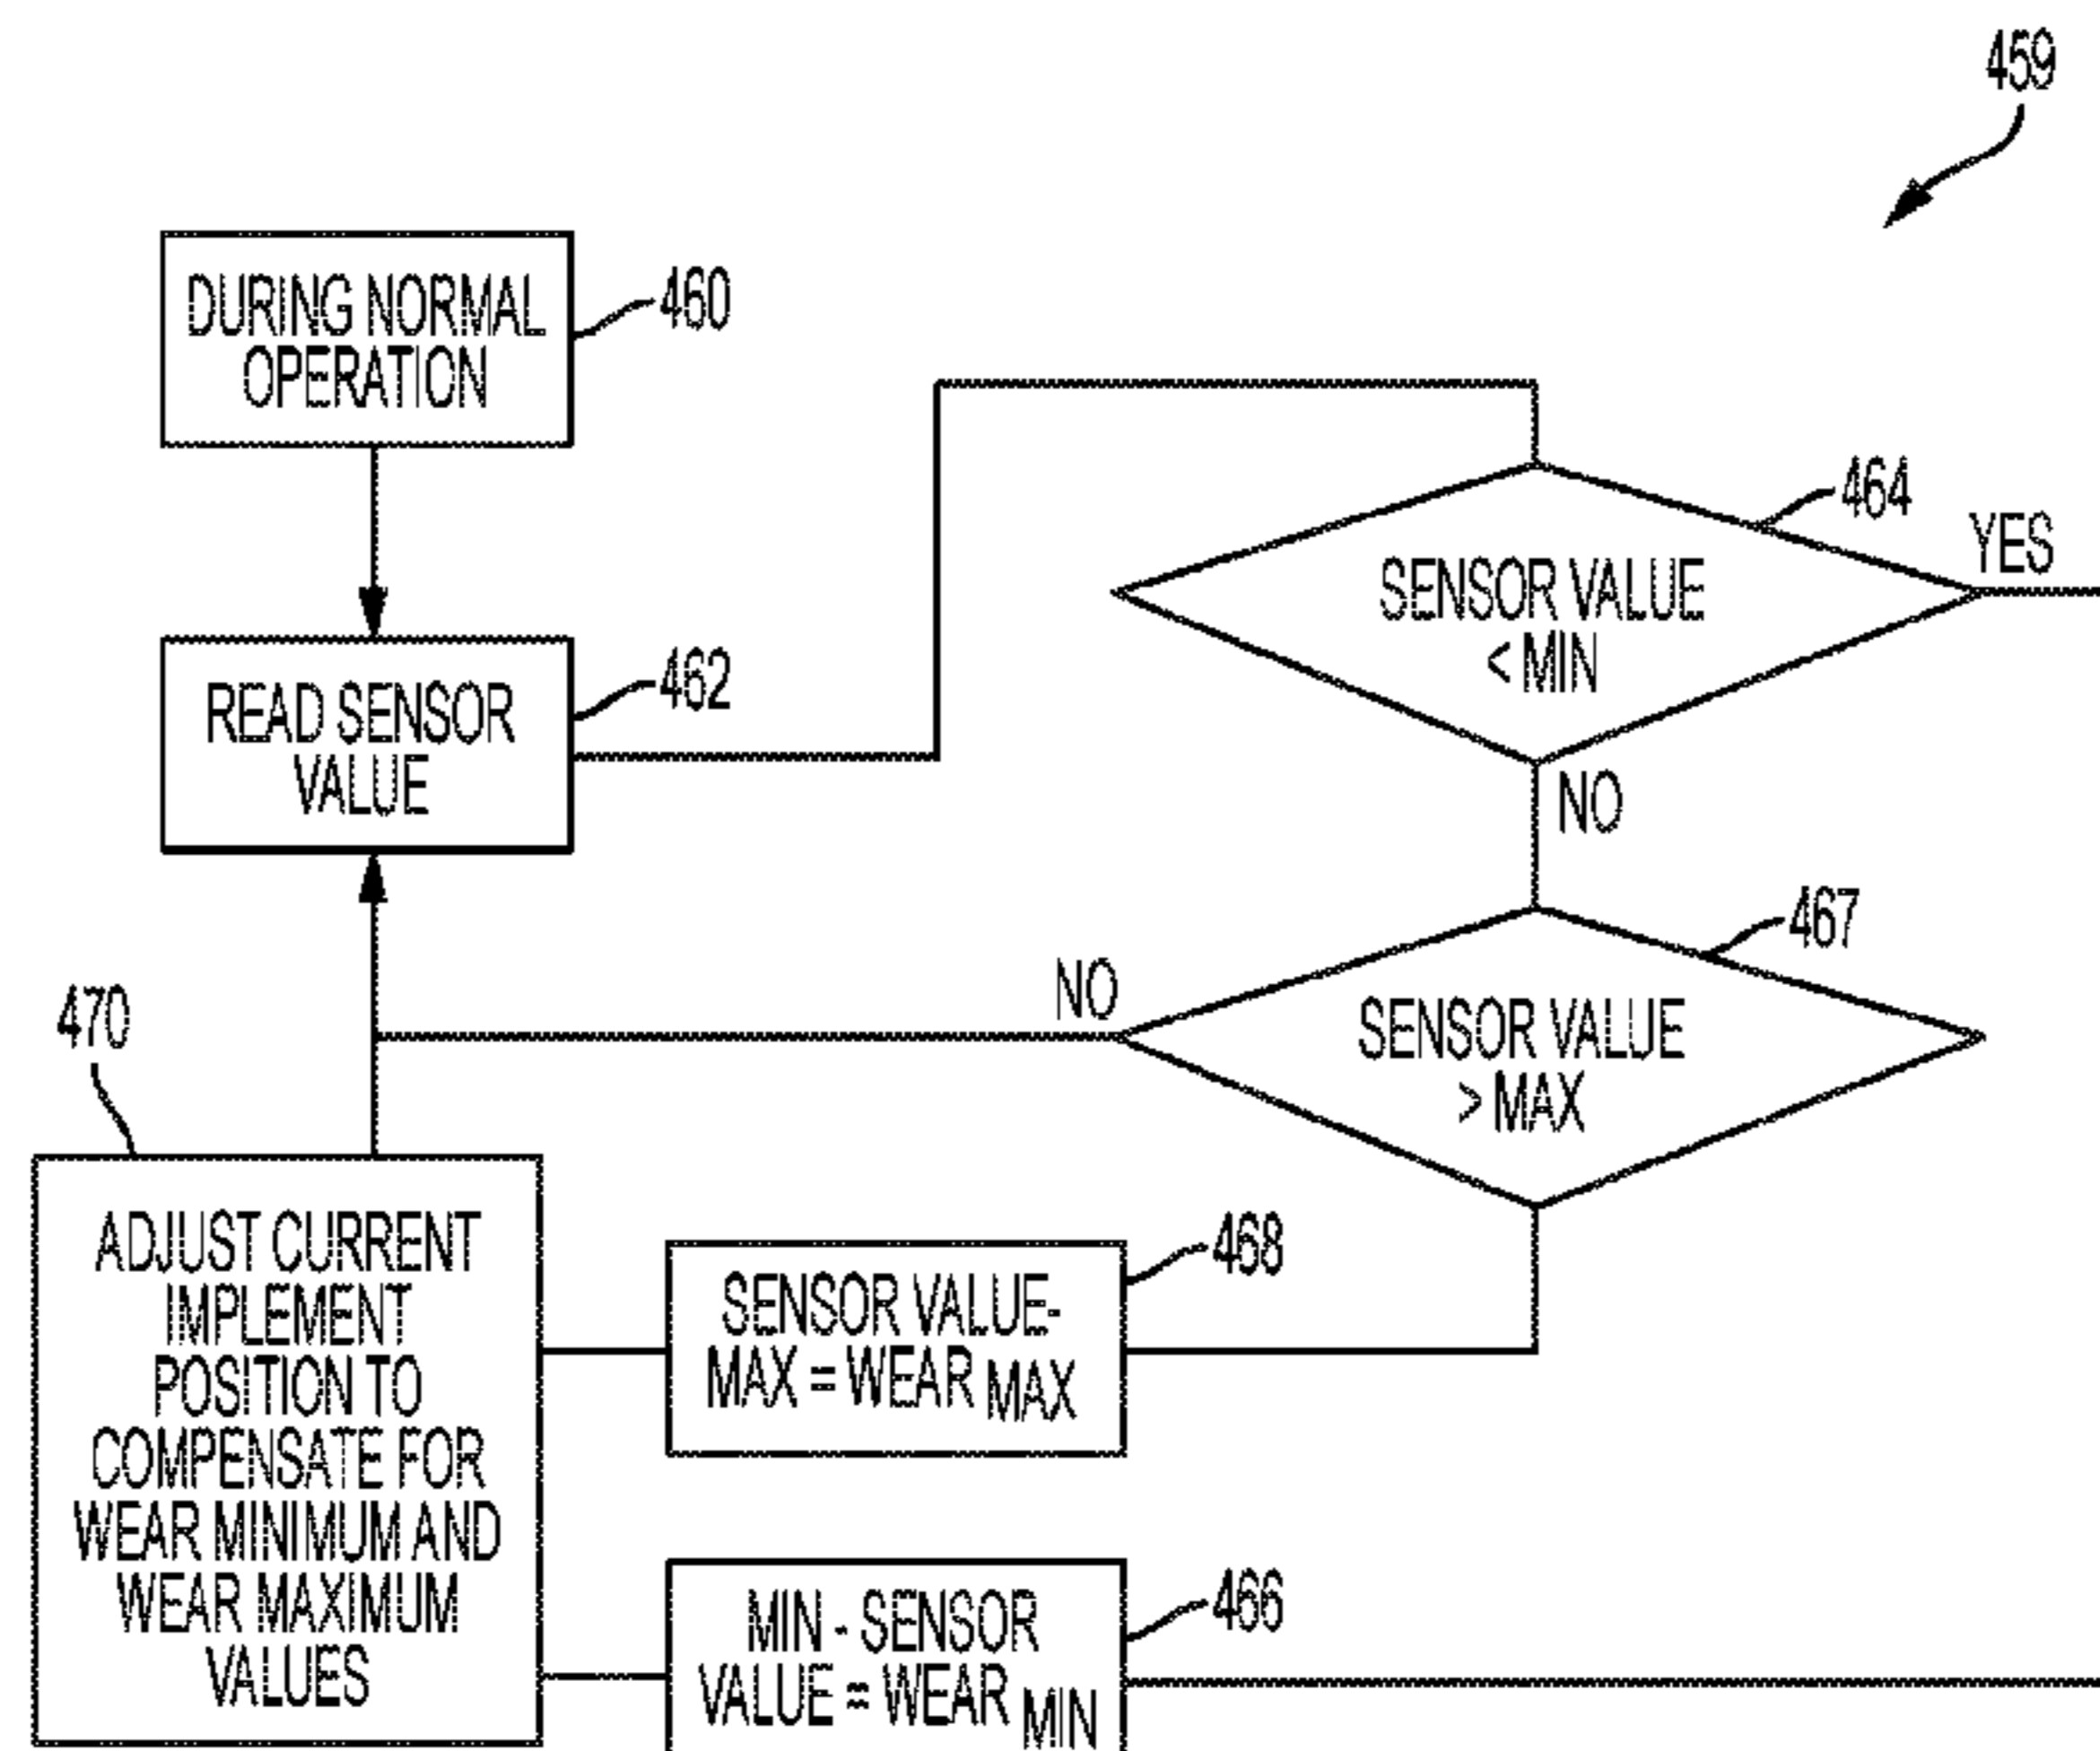 459
DURING NORMAL
OPERATION
460
READ SENSOR
VALUE
462
SENSOR VALUE
< MIN
464
YES
NO
SENSOR VALUE
> MAX
467
NO
470
ADJUST CURRENT
IMPLEMENT
POSITION TO
COMPENSATE FOR
WEAR MINIMUM AND
WEAR MAXIMUM
VALUES
SENSOR VALUE-
MAX = WEAR MAX
468
MIN - SENSOR
VALUE = WEAR MIN
466